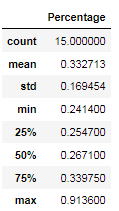 Percentage
count 15.000000
mean 0.332713
std 0.169454
min 0.241400
25% 0.254700
50% 0.267100
75% 0.339750
max 0.913600